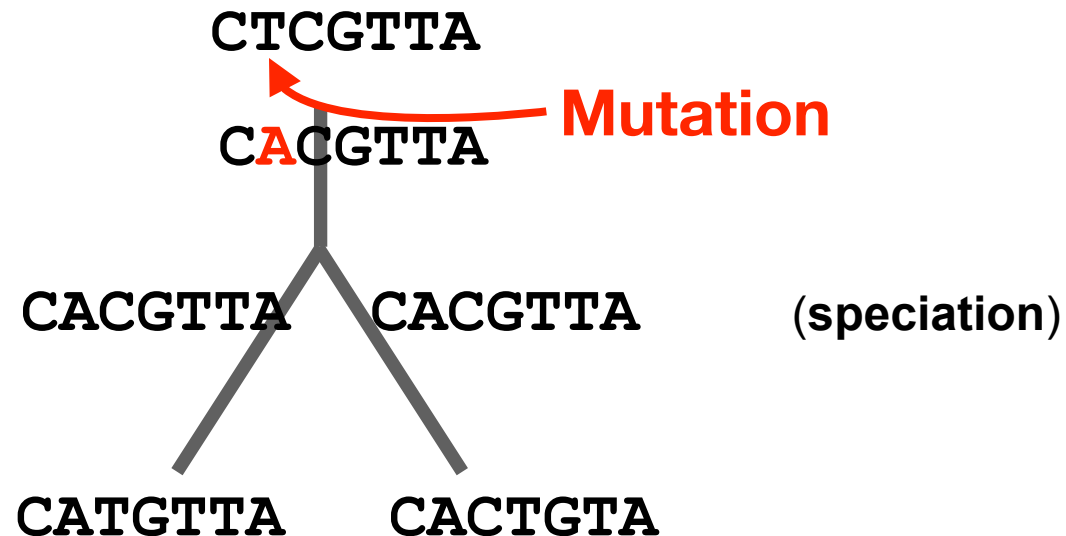 CTCGTTA
Mutation
CACGTTA
CACGTTA CACGTTA (speciation)
CATGTTA CACTGTA